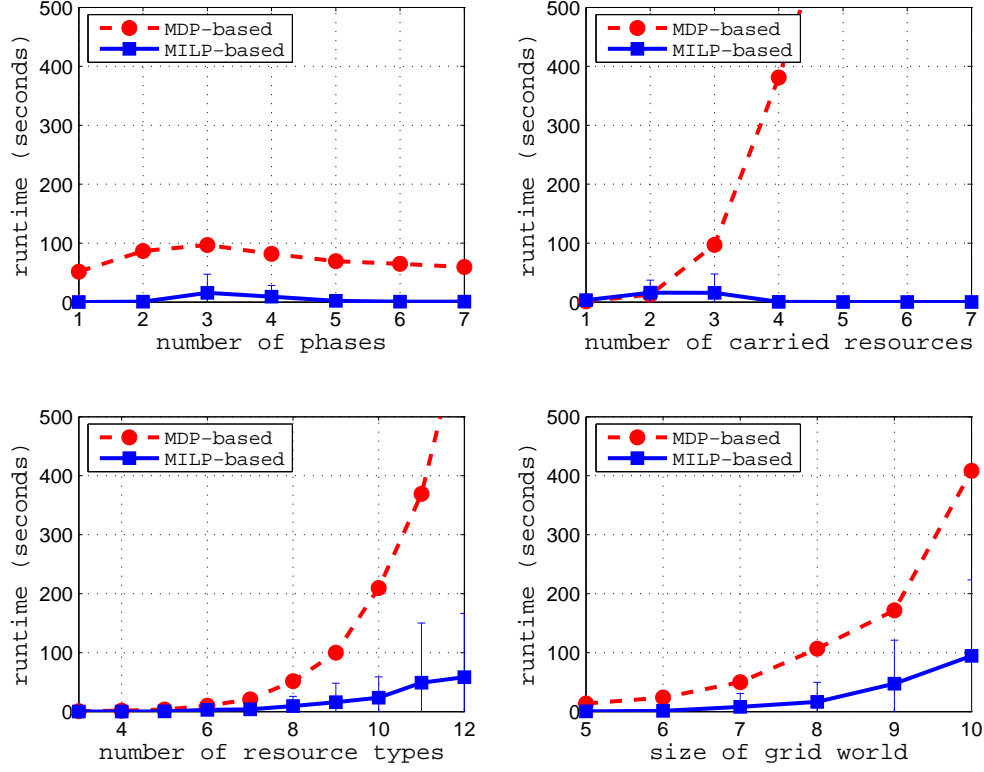 MDP-based
MILP-based
500
400
300
200
100
0
runtime (seconds)
1 2 3 4 5 6 7
number of phases
MDP-based
MILP-based
500
400
300
200
100
0
runtime (seconds)
1 2 3 4 5 6 7
number of carried resources
MDP-based
MILP-based
500
400
300
200
100
0
runtime (seconds)
4 6 8 10 12
number of resource types
MDP-based
MILP-based
500
400
300
200
100
0
runtime (seconds)
5 6 7 8 9 10
size of grid world